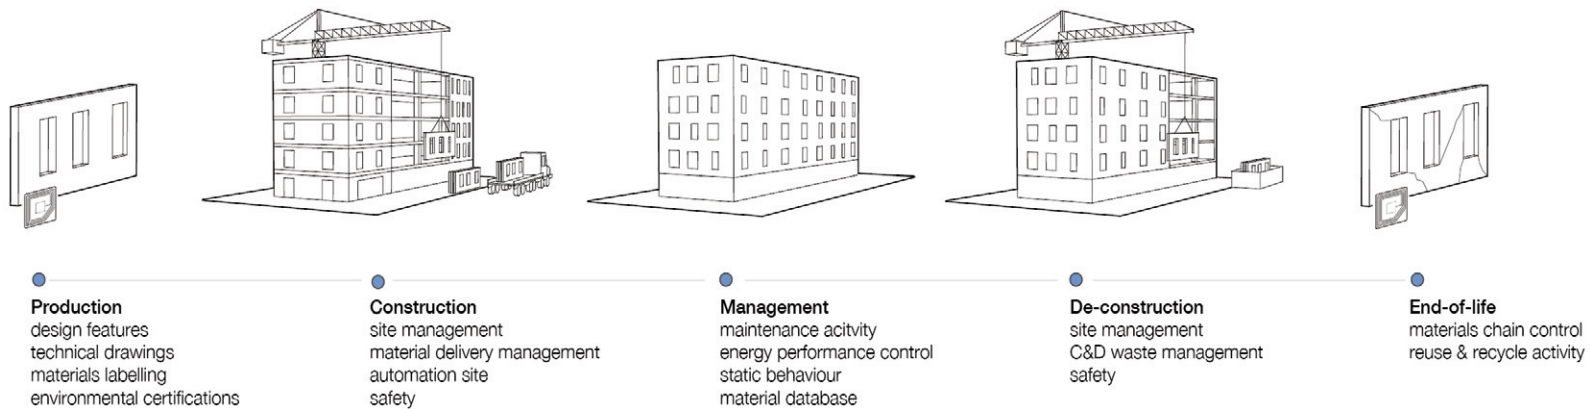 Production
design features
technical drawings
materials labelling
environmental certifications
Construction
site management
material delivery management
automation site
safety
Management
maintenance acitvity
energy performance control
static behaviour
material database
De-construction
site management
C&D waste management
safety
End-of-life
materials chain control
reuse & recycle activity